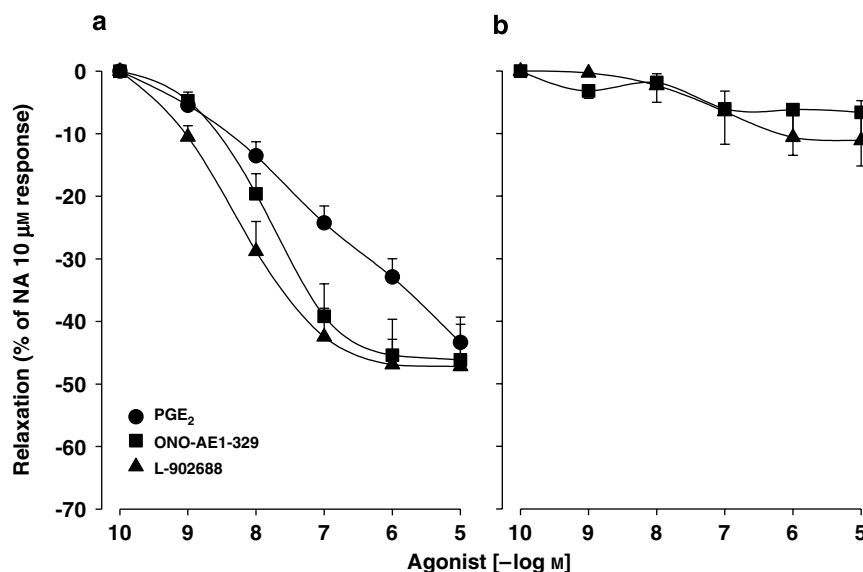 a
b
Relaxation (% of NA 10 μM response)
0
-10
-20
-30
-40
-50
-60
-70
PGE₂
ONO-AE1-329
L-902688
10 9 8 7 6 5
10 9 8 7 6 5
Agonist [−log M]